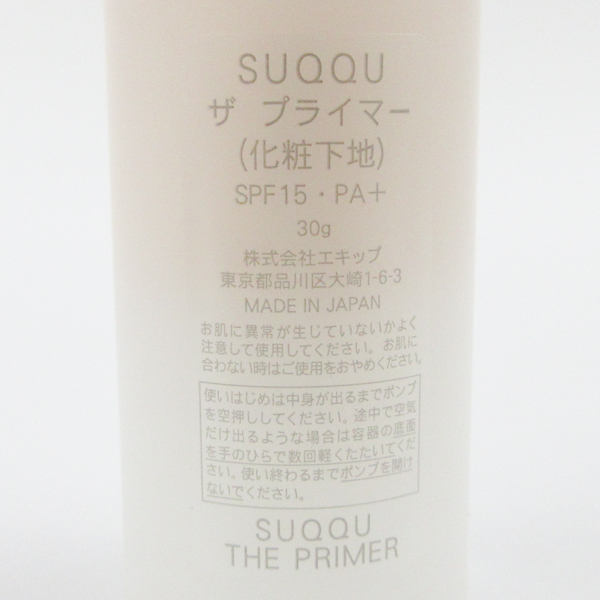 SUQQU
ザ プライマー
(化粧下地)
SPF15・PA＋
30g
株式会社エキップ
東京都品川区大崎1-6-3
MADE IN JAPAN
お肌に異常が生じていないかよく
注意して使用してください。お肌に
合わない時はご使用をおやめください。
使いはじめは中身が出るまでポンプ
を空押ししてください。途中で空気
だけ出るような場合は容器の底面
を手のひらで数回軽くたたいてくだ
さい。使い終わるまでポンプを開け
ないでください。
SUQQU
THE PRIMER